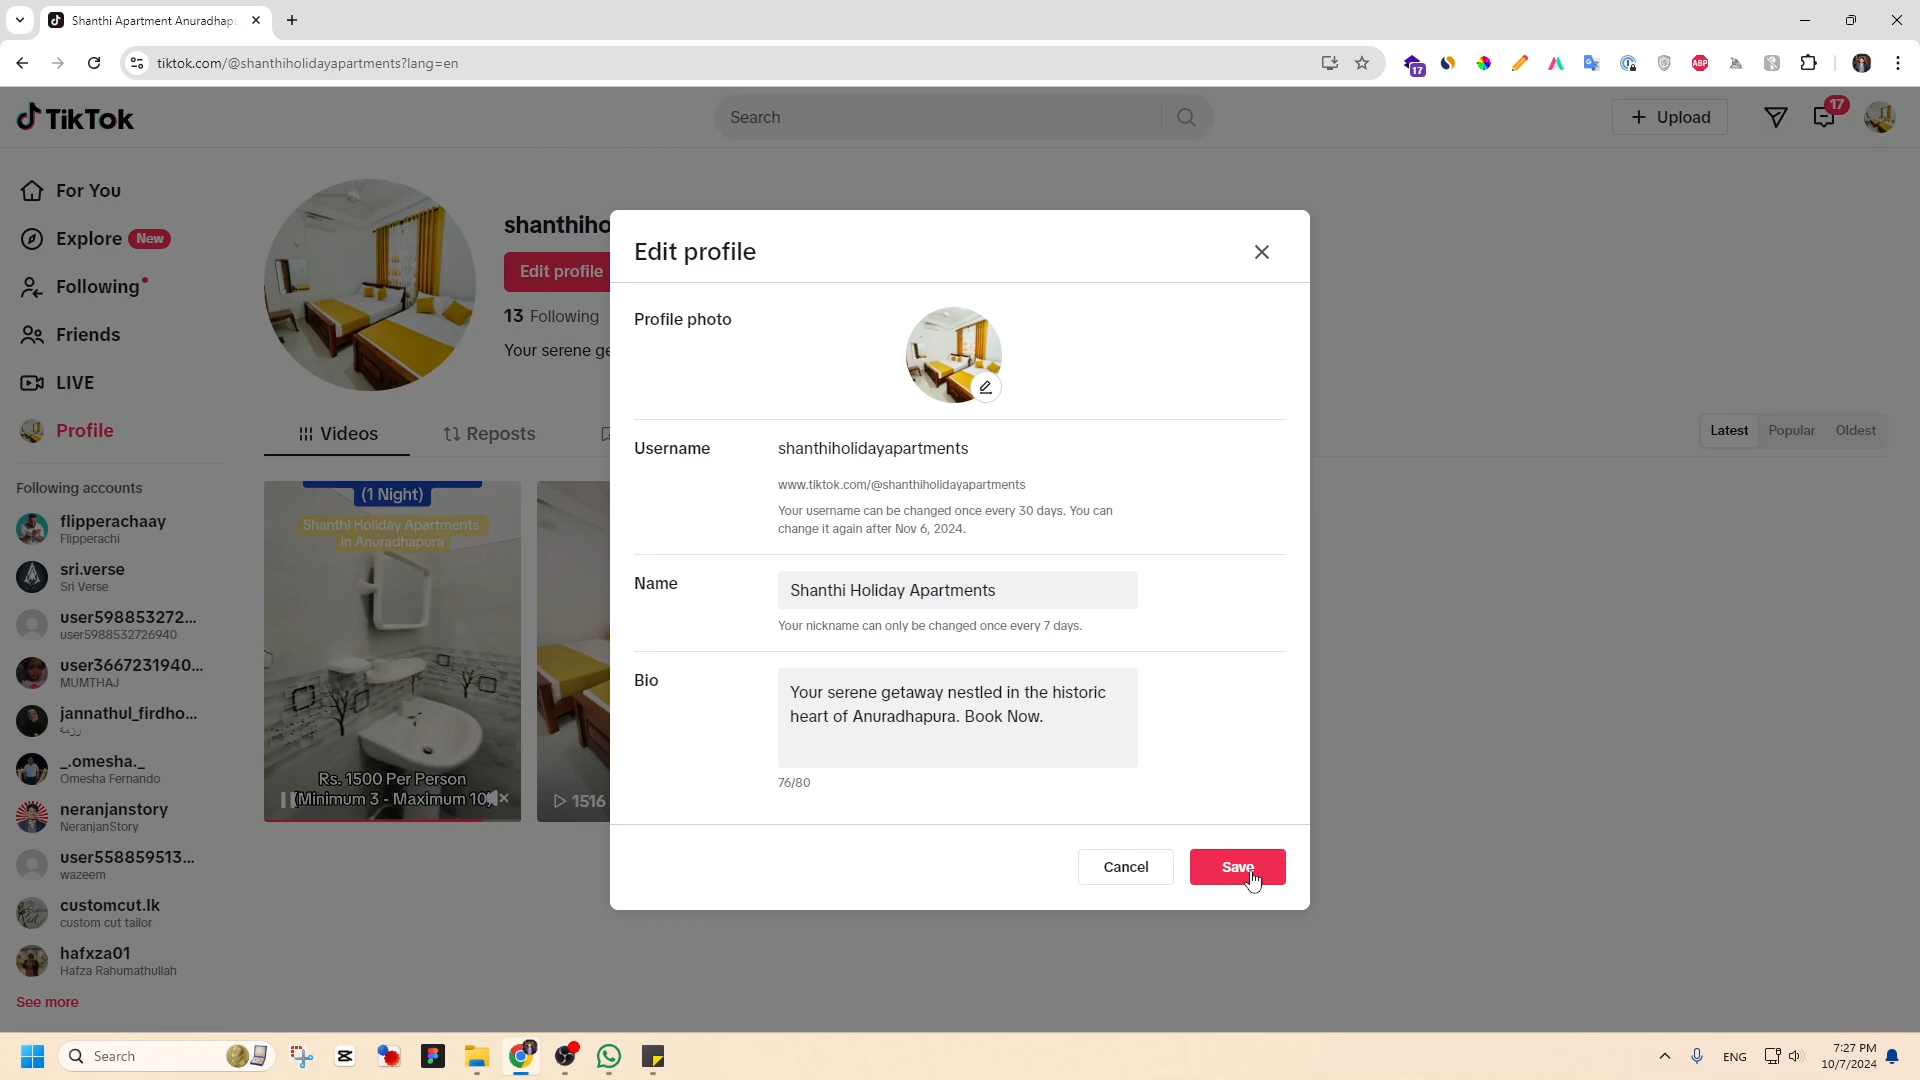 Shanthi Apartment Anuradhapu
tiktok.com/@shanthiholidayapartments?lang=en
17
ABP
TikTok
Search
Upload
17
For You
Explore New
Following
Friends
LIVE
Profile
Following accounts
flipperachaay
Flipperachi
sri.verse
Sri Verse
user598853272...
user5988532726940
user3667231940...
MUMTHAJ
jannathul_firdho...
رزمة
_.omesha._
Omesha Fernando
neranjanstory
NeranjanStory
user558859513...
wazeem
customcut.lk
custom cut tailor
hafxza01
Hafza Rahumathullah
See more
shanthiho
Edit profile
13 Following
Your serene ge
Videos
Reposts
Latest
Popular
Oldest
(1 Night)
Shanthi Holiday Apartments
in Anuradhapura
Rs. 1500 Per Person
(Minimum 3 - Maximum 10
1516
Edit profile
Profile photo
Username
shanthiholidayapartments
www.tiktok.com/@shanthiholidayapartments
Your username can be changed once every 30 days. You can
change it again after Nov 6, 2024.
Name
Shanthi Holiday Apartments
Your nickname can only be changed once every 7 days.
Bio
Your serene getaway nestled in the historic
heart of Anuradhapura. Book Now.
76/80
Cancel
Save
Search
ENG
7:27 PM
10/7/2024